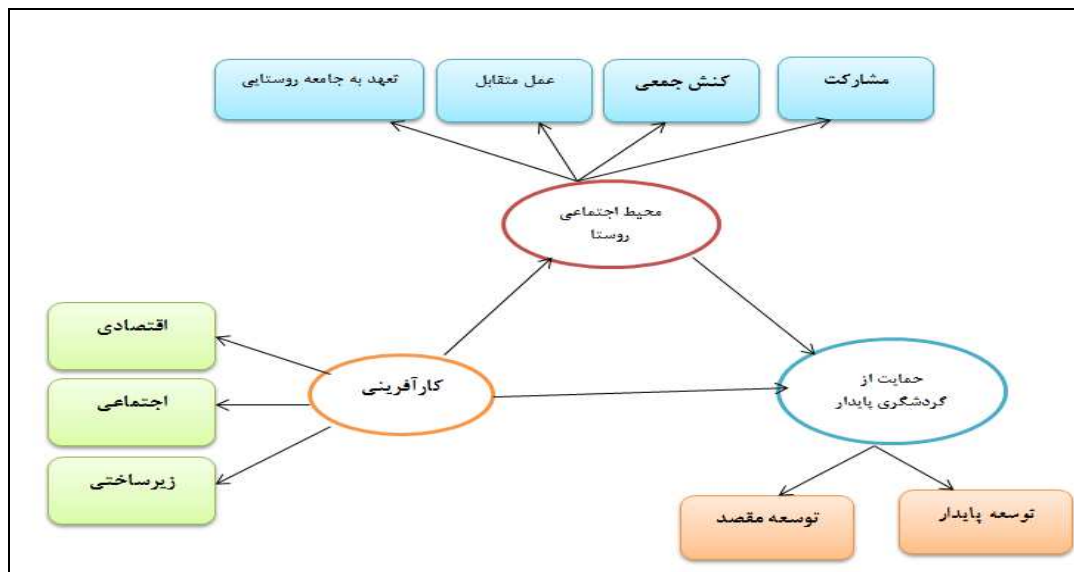 مشارکت
کنش جمعی
عمل متقابل
تعهد به جامعه روستایی
محیط اجتماعی
روستا
اقتصادی
اجتماعی
زیرساختی
کارآفرینی
حمایت از
گردشگری پایدار
توسعه پایدار
توسعه مقصد